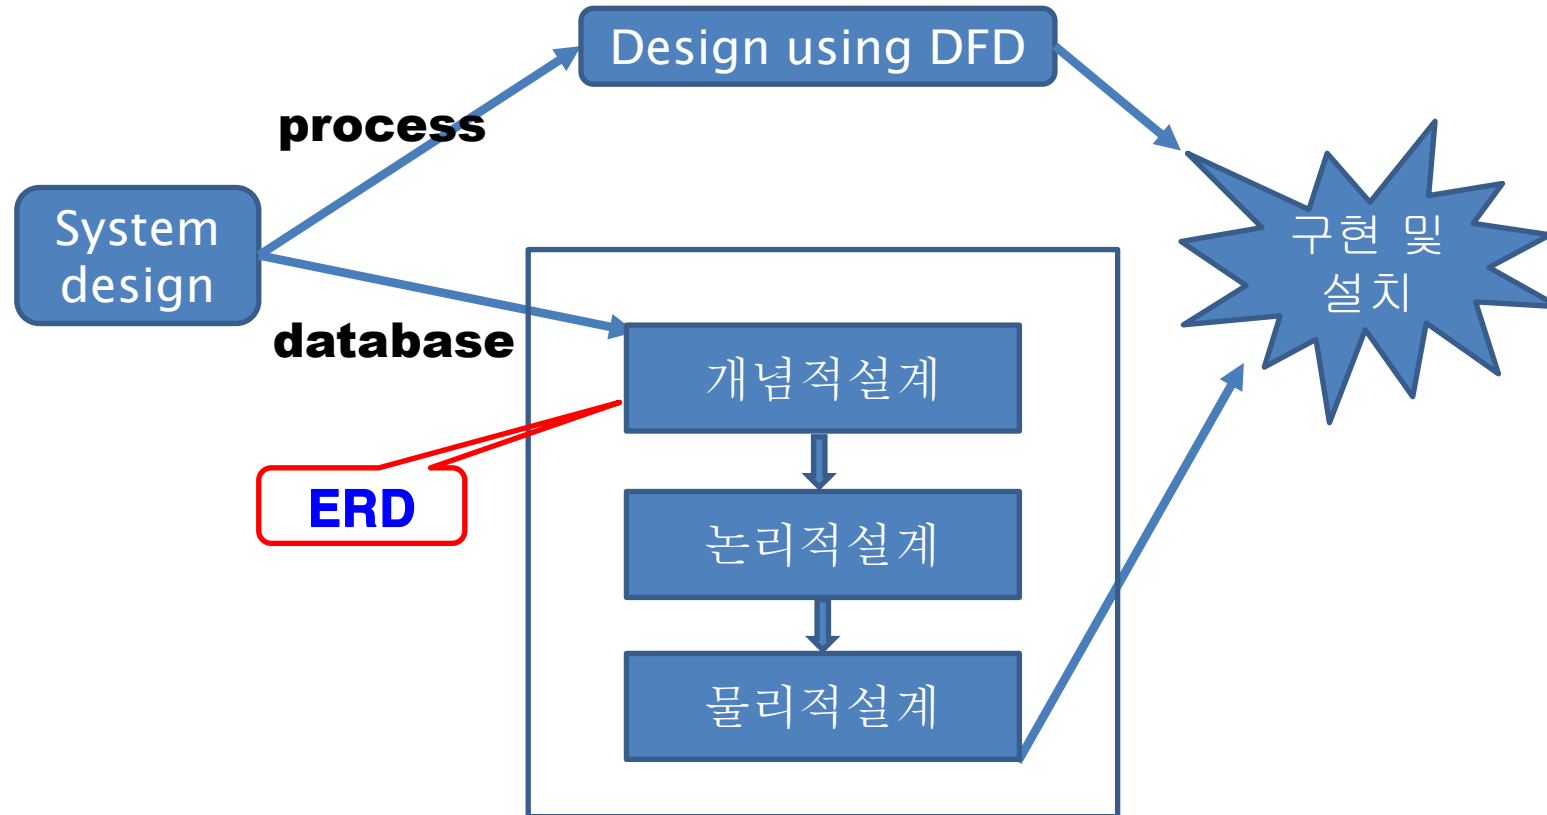 Design using DFD
process
System
design
구현 및
설치
database
개념적설계
ERD
논리적설계
물리적설계